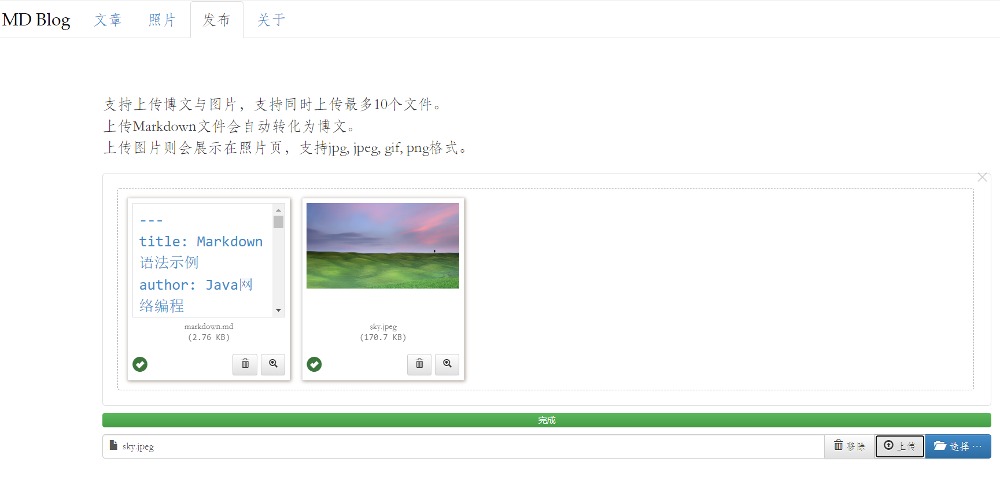 MD Blog 文章 照片 发布 关于
支持上传博文与图片，支持同时上传最多10个文件。
上传Markdown文件会自动转化为博文。
上传图片则会展示在照片页，支持jpg, jpeg, gif, png格式。
---
title: Markdown
语法示例
author: Java网
络编程
markdown.md
(2.76 KB)
sky.jpeg
(170.7 KB)
完成
sky.jpeg 移除 上传 选择 …